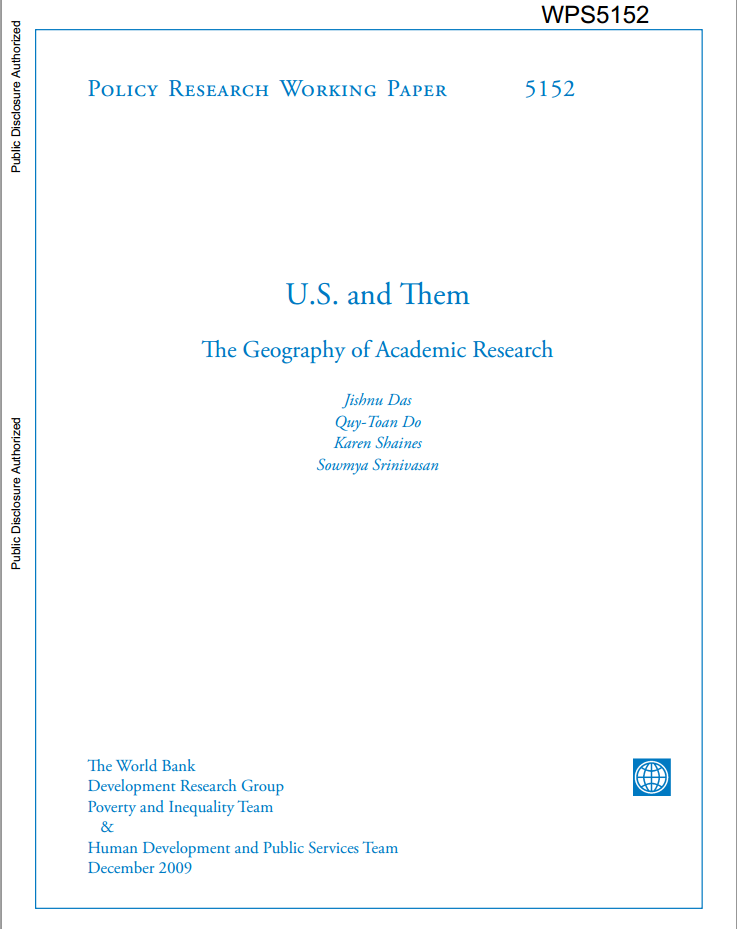 WPS5152
Public Disclosure Authorized
POLICY RESEARCH WORKING PAPER 5152
U.S. and Them
The Geography of Academic Research
Jishnu Das
Quy-Toan Do
Karen Shaines
Sowmya Srinivasan
Public Disclosure Authorized
The World Bank
Development Research Group
Poverty and Inequality Team
&
Human Development and Public Services Team
December 2009